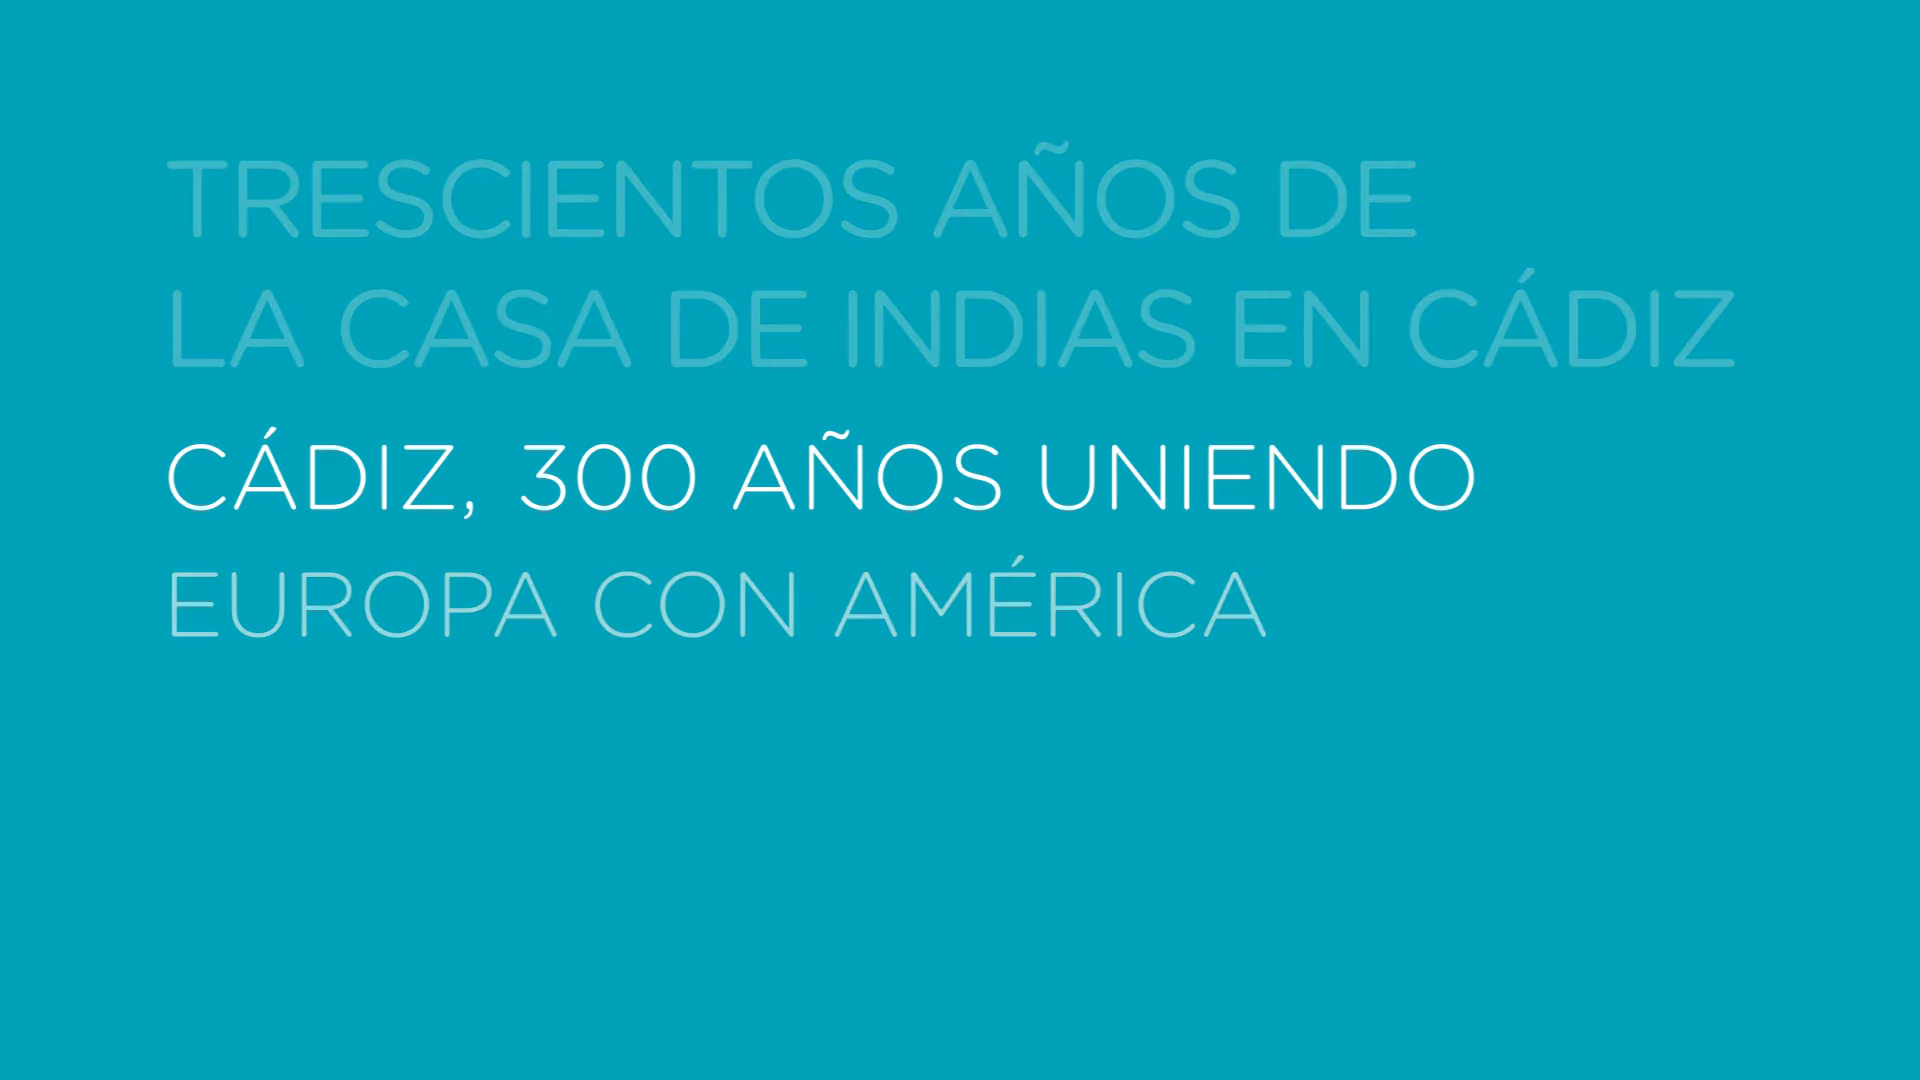 TRESCIENTOS AÑOS DE
LA CASA DE INDIAS EN CÁDIZ
CÁDIZ, 300 AÑOS UNIENDO
EUROPA CON AMÉRICA